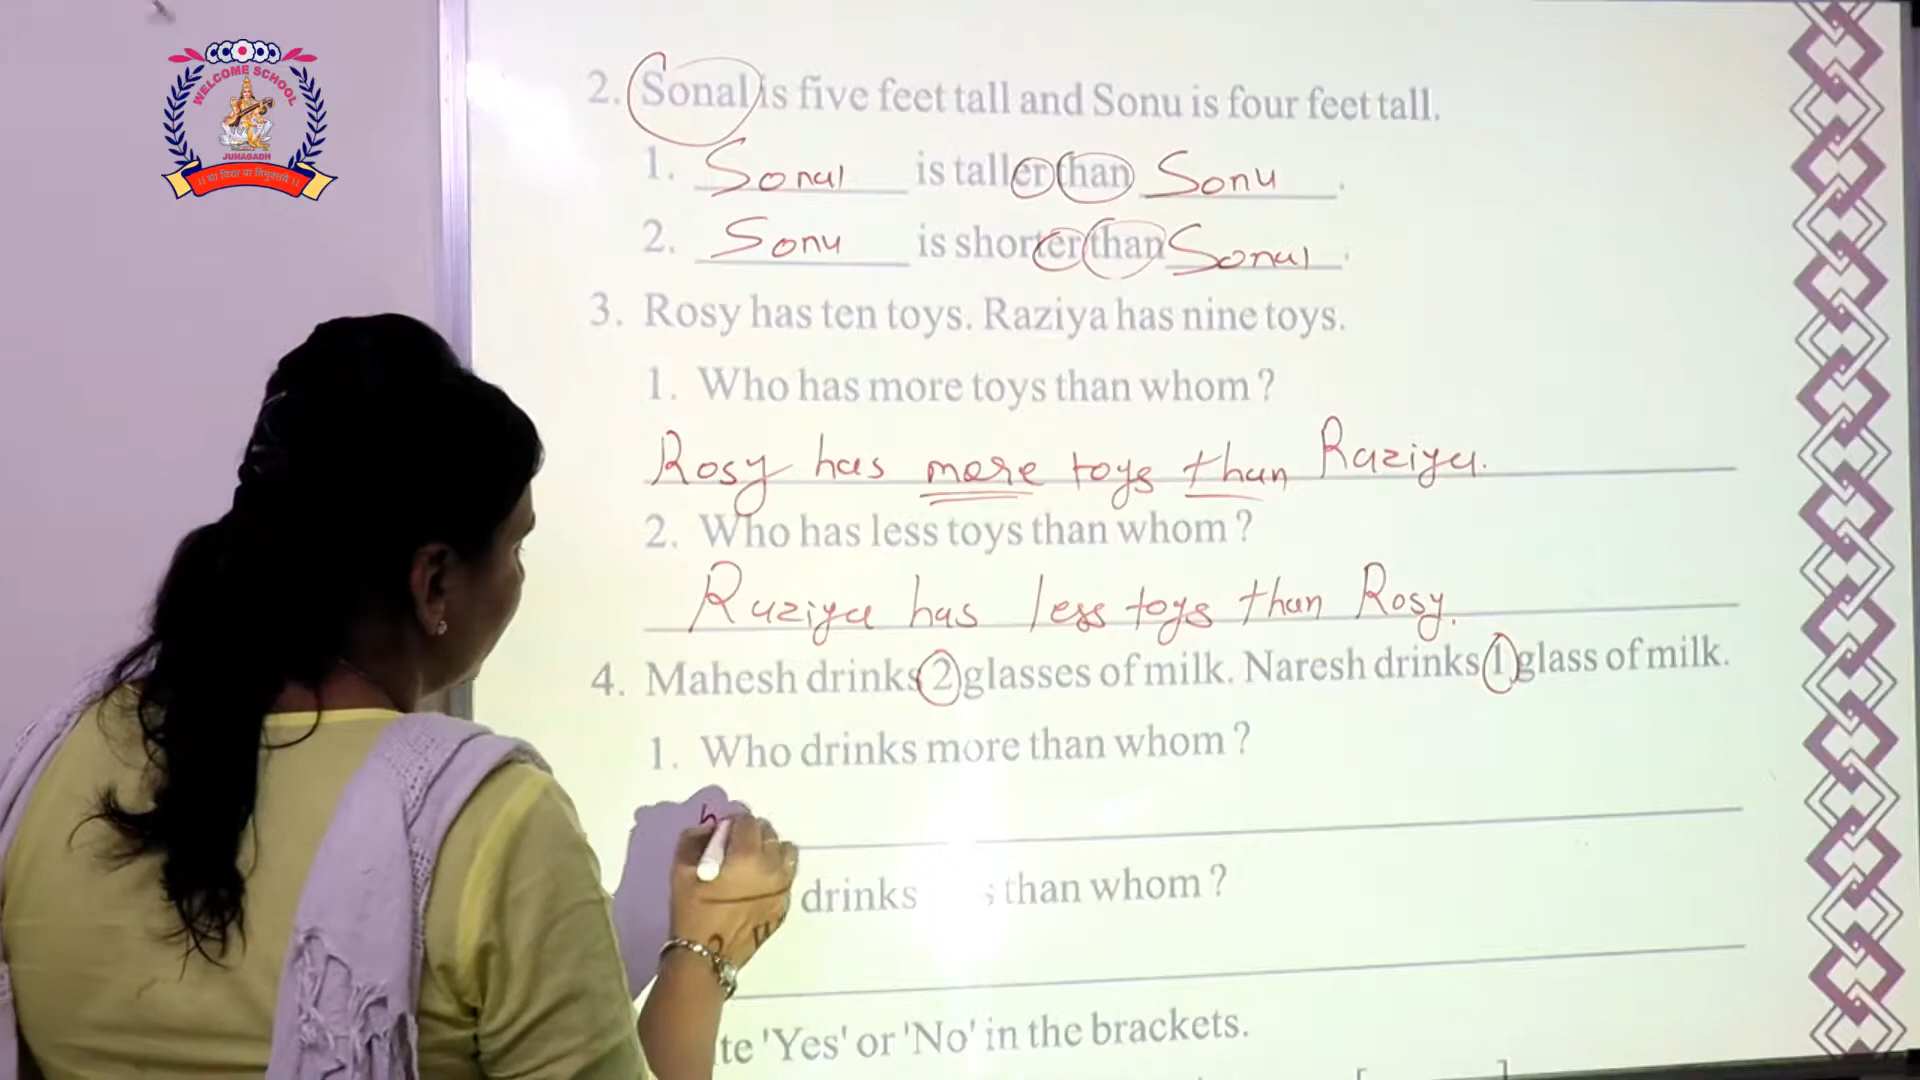 WELCOME SCHOOL
JUNAGADH
।। सा विद्या या विमुक्तये ।।
2. Sonal is five feet tall and Sonu is four feet tall.
1. Sonal is taller than Sonu.
2. Sonu is shorter than Sonal.
3. Rosy has ten toys. Raziya has nine toys.
1. Who has more toys than whom ?
Rosy has more toys than Raziya.
2. Who has less toys than whom ?
Raziya has less toys than Rosy.
4. Mahesh drinks 2 glasses of milk. Naresh drinks 1 glass of milk.
1. Who drinks more than whom ?
drinks than whom ?
te 'Yes' or 'No' in the brackets.